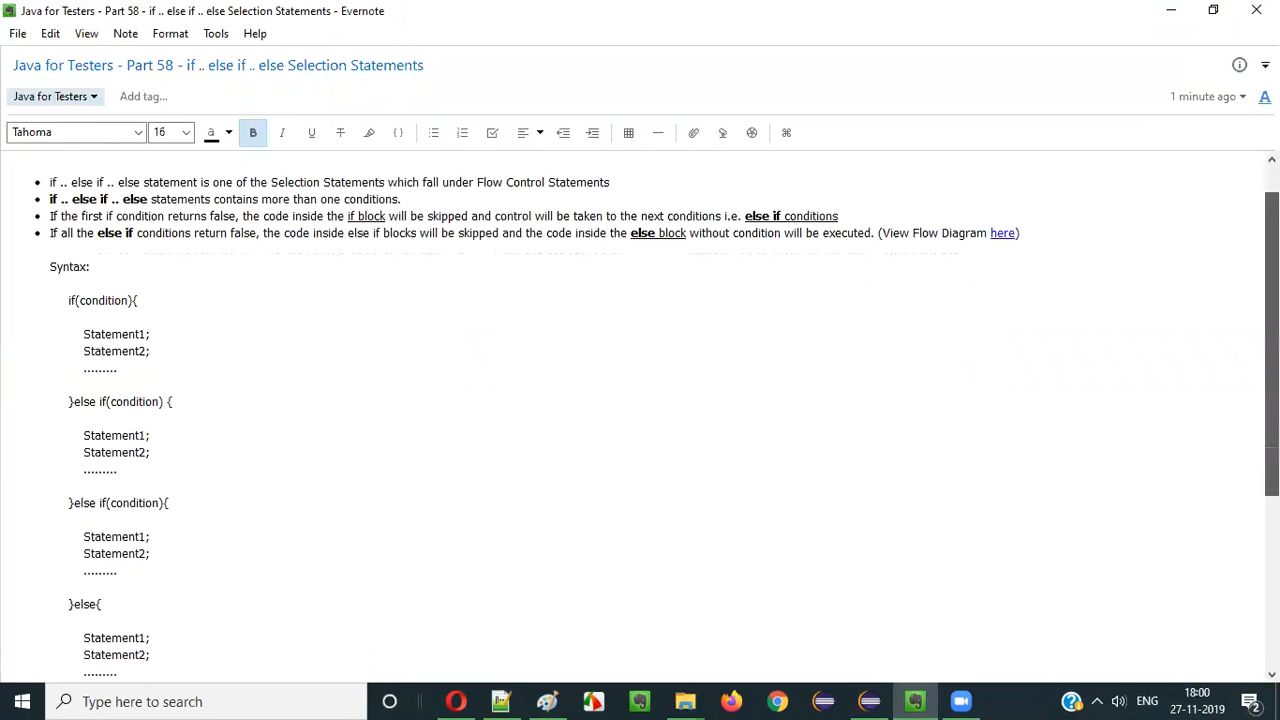 Java for Testers - Part 58 - if .. else if .. else Selection Statements - Evernote
File Edit View Note Format Tools Help
Java for Testers - Part 58 - if .. else if .. else Selection Statements
Java for Testers Add tag... 1 minute ago
Tahoma 16
if .. else if .. else statement is one of the Selection Statements which fall under Flow Control Statements
if .. else if .. else statements contains more than one conditions.
If the first if condition returns false, the code inside the if block will be skipped and control will be taken to the next conditions i.e. else if conditions
If all the else if conditions return false, the code inside else if blocks will be skipped and the code inside the else block without condition will be executed. (View Flow Diagram here)
Syntax:
if(condition){
Statement1;
Statement2;
.........
}else if(condition) {
Statement1;
Statement2;
.........
}else if(condition){
Statement1;
Statement2;
.........
}else{
Statement1;
Statement2;
.........
Type here to search
ENG
18:00
27-11-2019
2